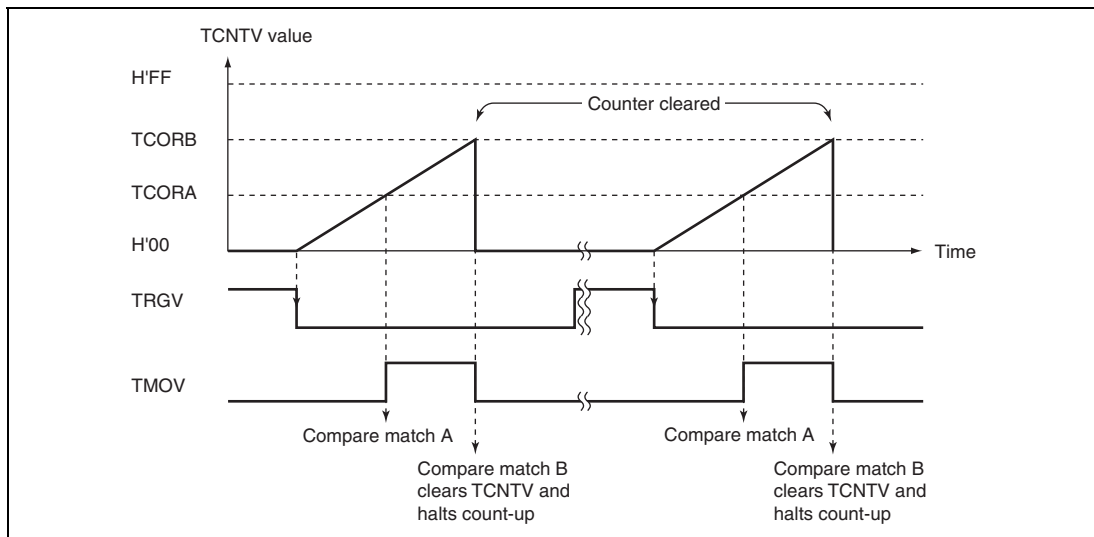 TCNTV value
H'FF
Counter cleared
TCORB
TCORA
H'00
Time
TRGV
TMOV
Compare match A
Compare match A
Compare match B
clears TCNTV and
halts count-up
Compare match B
clears TCNTV and
halts count-up